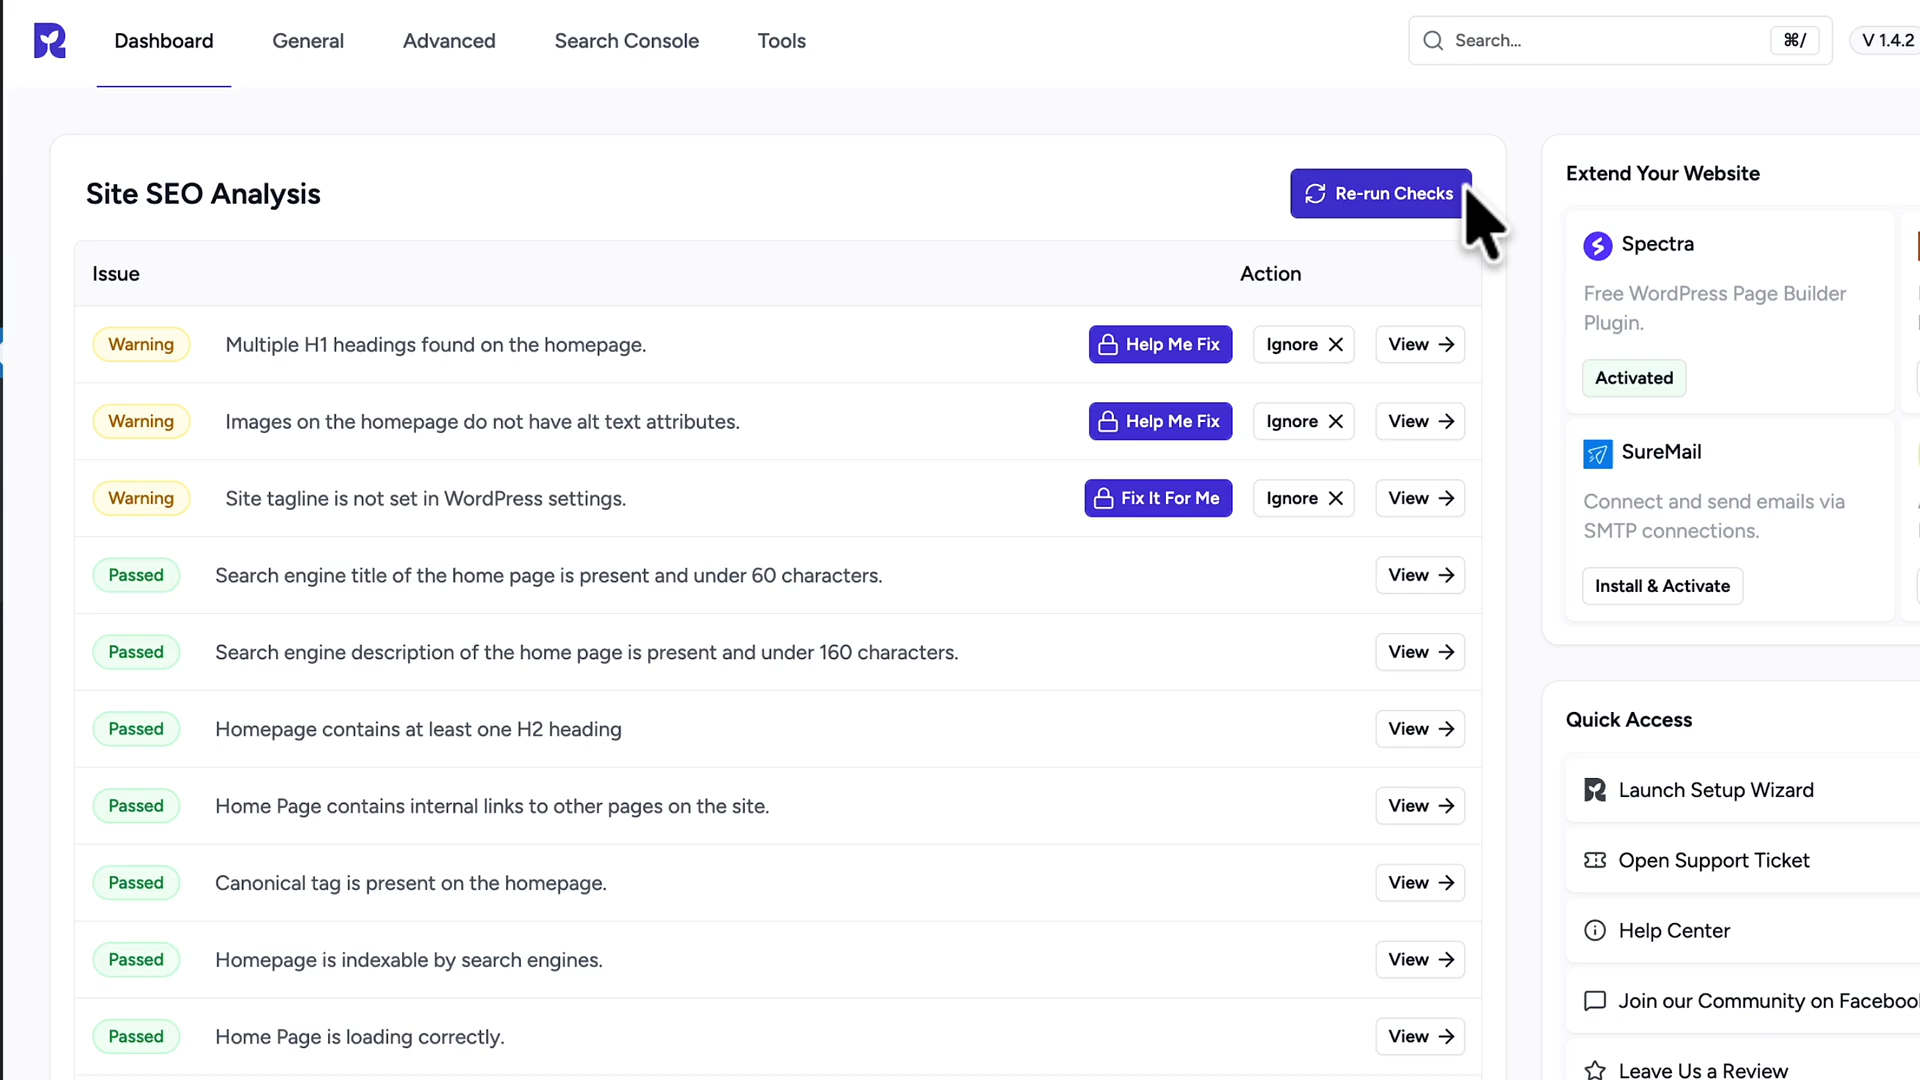 Dashboard
General
Advanced
Search Console
Tools
Search...
⌘/
V 1.4.2
Site SEO Analysis
Re-run Checks
Issue
Action
Warning
Multiple H1 headings found on the homepage.
Help Me Fix
Ignore
View
Warning
Images on the homepage do not have alt text attributes.
Help Me Fix
Ignore
View
Warning
Site tagline is not set in WordPress settings.
Fix It For Me
Ignore
View
Passed
Search engine title of the home page is present and under 60 characters.
View
Passed
Search engine description of the home page is present and under 160 characters.
View
Passed
Homepage contains at least one H2 heading
View
Passed
Home Page contains internal links to other pages on the site.
View
Passed
Canonical tag is present on the homepage.
View
Passed
Homepage is indexable by search engines.
View
Passed
Home Page is loading correctly.
View
Extend Your Website
Spectra
Free WordPress Page Builder
Plugin.
Activated
SureMail
Connect and send emails via
SMTP connections.
Install & Activate
Quick Access
Launch Setup Wizard
Open Support Ticket
Help Center
Join our Community on Faceboo
Leave Us a Review